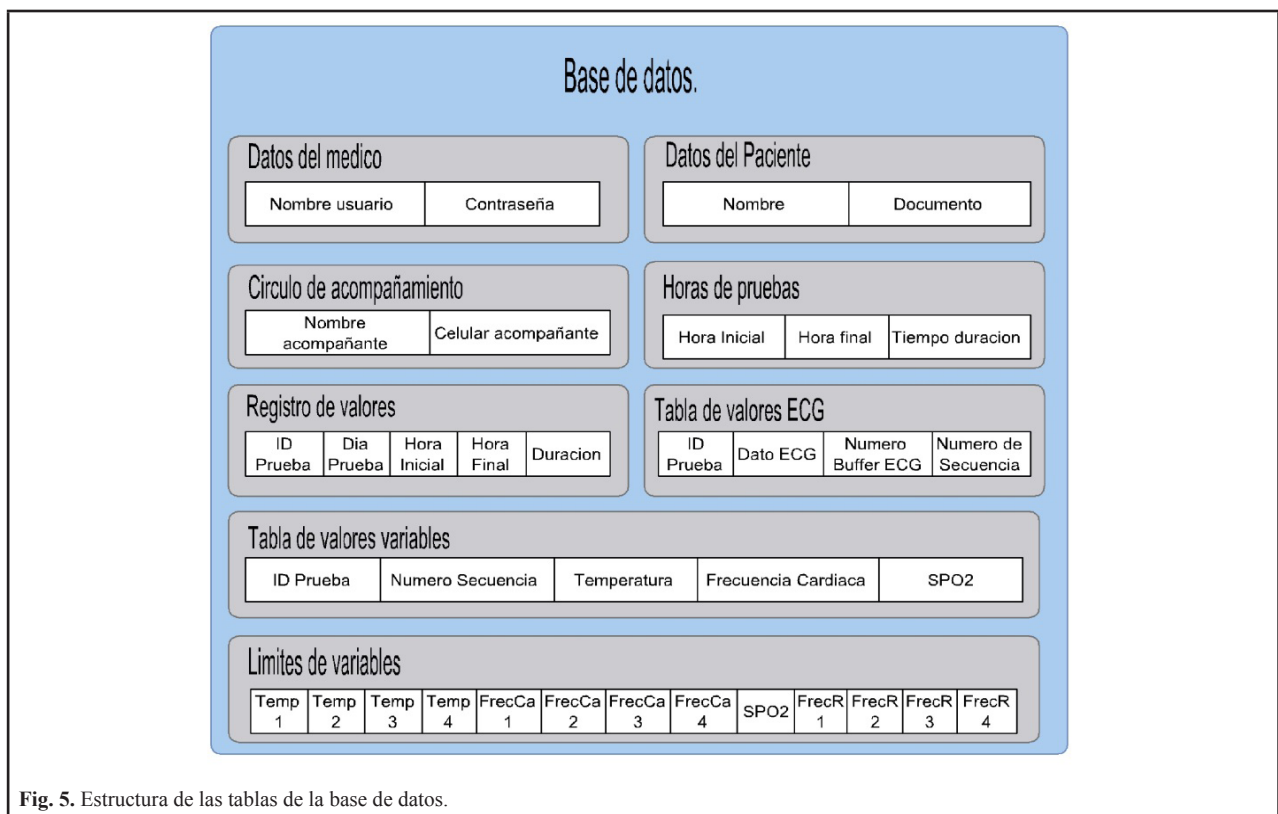 Base de datos.
Datos del medico
Nombre usuario
Contraseña
Datos del Paciente
Nombre
Documento
Circulo de acompañamiento
Nombre
acompañante
Celular acompañante
Horas de pruebas
Hora Inicial
Hora final
Tiempo duracion
Registro de valores
ID
Prueba
Dia
Prueba
Hora
Inicial
Hora
Final
Duracion
Tabla de valores ECG
ID
Prueba
Dato ECG
Numero
Buffer ECG
Numero de
Secuencia
Tabla de valores variables
ID Prueba
Numero Secuencia
Temperatura
Frecuencia Cardiaca
SPO2
Limites de variables
Temp
1
Temp
2
Temp
3
Temp
4
FrecCa
1
FrecCa
2
FrecCa
3
FrecCa
4
SPO2
FrecR
1
FrecR
2
FrecR
3
FrecR
4
Fig. 5. Estructura de las tablas de la base de datos.